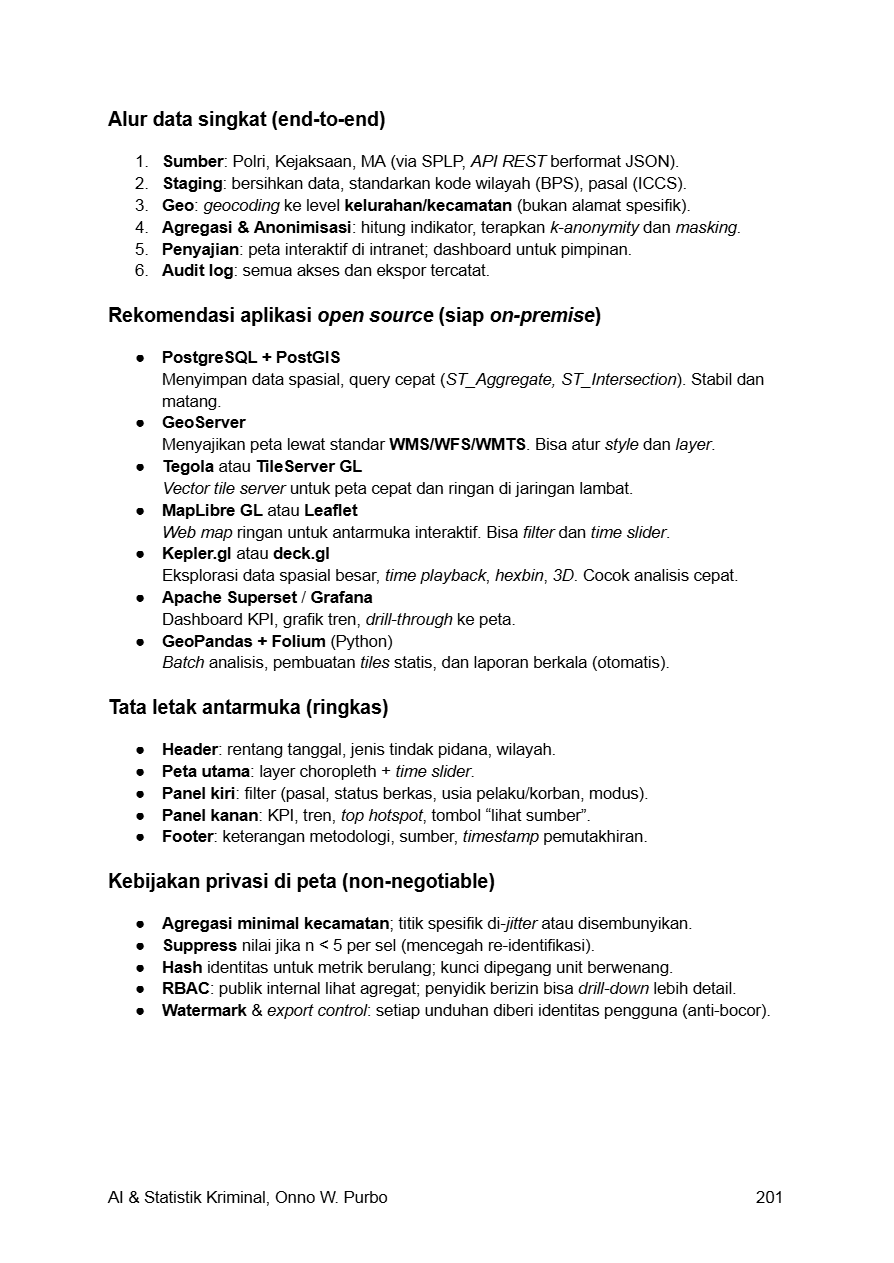 Alur data singkat (end-to-end)
1. Sumber: Polri, Kejaksaan, MA (via SPLP, API REST berformat JSON).
2. Staging: bersihkan data, standarkan kode wilayah (BPS), pasal (ICCS).
3. Geo: geocoding ke level kelurahan/kecamatan (bukan alamat spesifik).
4. Agregasi & Anonimisasi: hitung indikator, terapkan k-anonymity dan masking.
5. Penyajian: peta interaktif di intranet; dashboard untuk pimpinan.
6. Audit log: semua akses dan ekspor tercatat.
Rekomendasi aplikasi open source (siap on-premise)
● PostgreSQL + PostGIS
Menyimpan data spasial, query cepat (ST_Aggregate, ST_Intersection). Stabil dan
matang.
● GeoServer
Menyajikan peta lewat standar WMS/WFS/WMTS. Bisa atur style dan layer.
● Tegola atau TileServer GL
Vector tile server untuk peta cepat dan ringan di jaringan lambat.
● MapLibre GL atau Leaflet
Web map ringan untuk antarmuka interaktif. Bisa filter dan time slider.
● Kepler.gl atau deck.gl
Eksplorasi data spasial besar, time playback, hexbin, 3D. Cocok analisis cepat.
● Apache Superset / Grafana
Dashboard KPI, grafik tren, drill-through ke peta.
● GeoPandas + Folium (Python)
Batch analisis, pembuatan tiles statis, dan laporan berkala (otomatis).
Tata letak antarmuka (ringkas)
● Header: rentang tanggal, jenis tindak pidana, wilayah.
● Peta utama: layer choropleth + time slider.
● Panel kiri: filter (pasal, status berkas, usia pelaku/korban, modus).
● Panel kanan: KPI, tren, top hotspot, tombol “lihat sumber”.
● Footer: keterangan metodologi, sumber, timestamp pemutakhiran.
Kebijakan privasi di peta (non-negotiable)
● Agregasi minimal kecamatan; titik spesifik di-jitter atau disembunyikan.
● Suppress nilai jika n < 5 per sel (mencegah re-identifikasi).
● Hash identitas untuk metrik berulang; kunci dipegang unit berwenang.
● RBAC: publik internal lihat agregat; penyidik berizin bisa drill-down lebih detail.
● Watermark & export control: setiap unduhan diberi identitas pengguna (anti-bocor).
AI & Statistik Kriminal, Onno W. Purbo 201